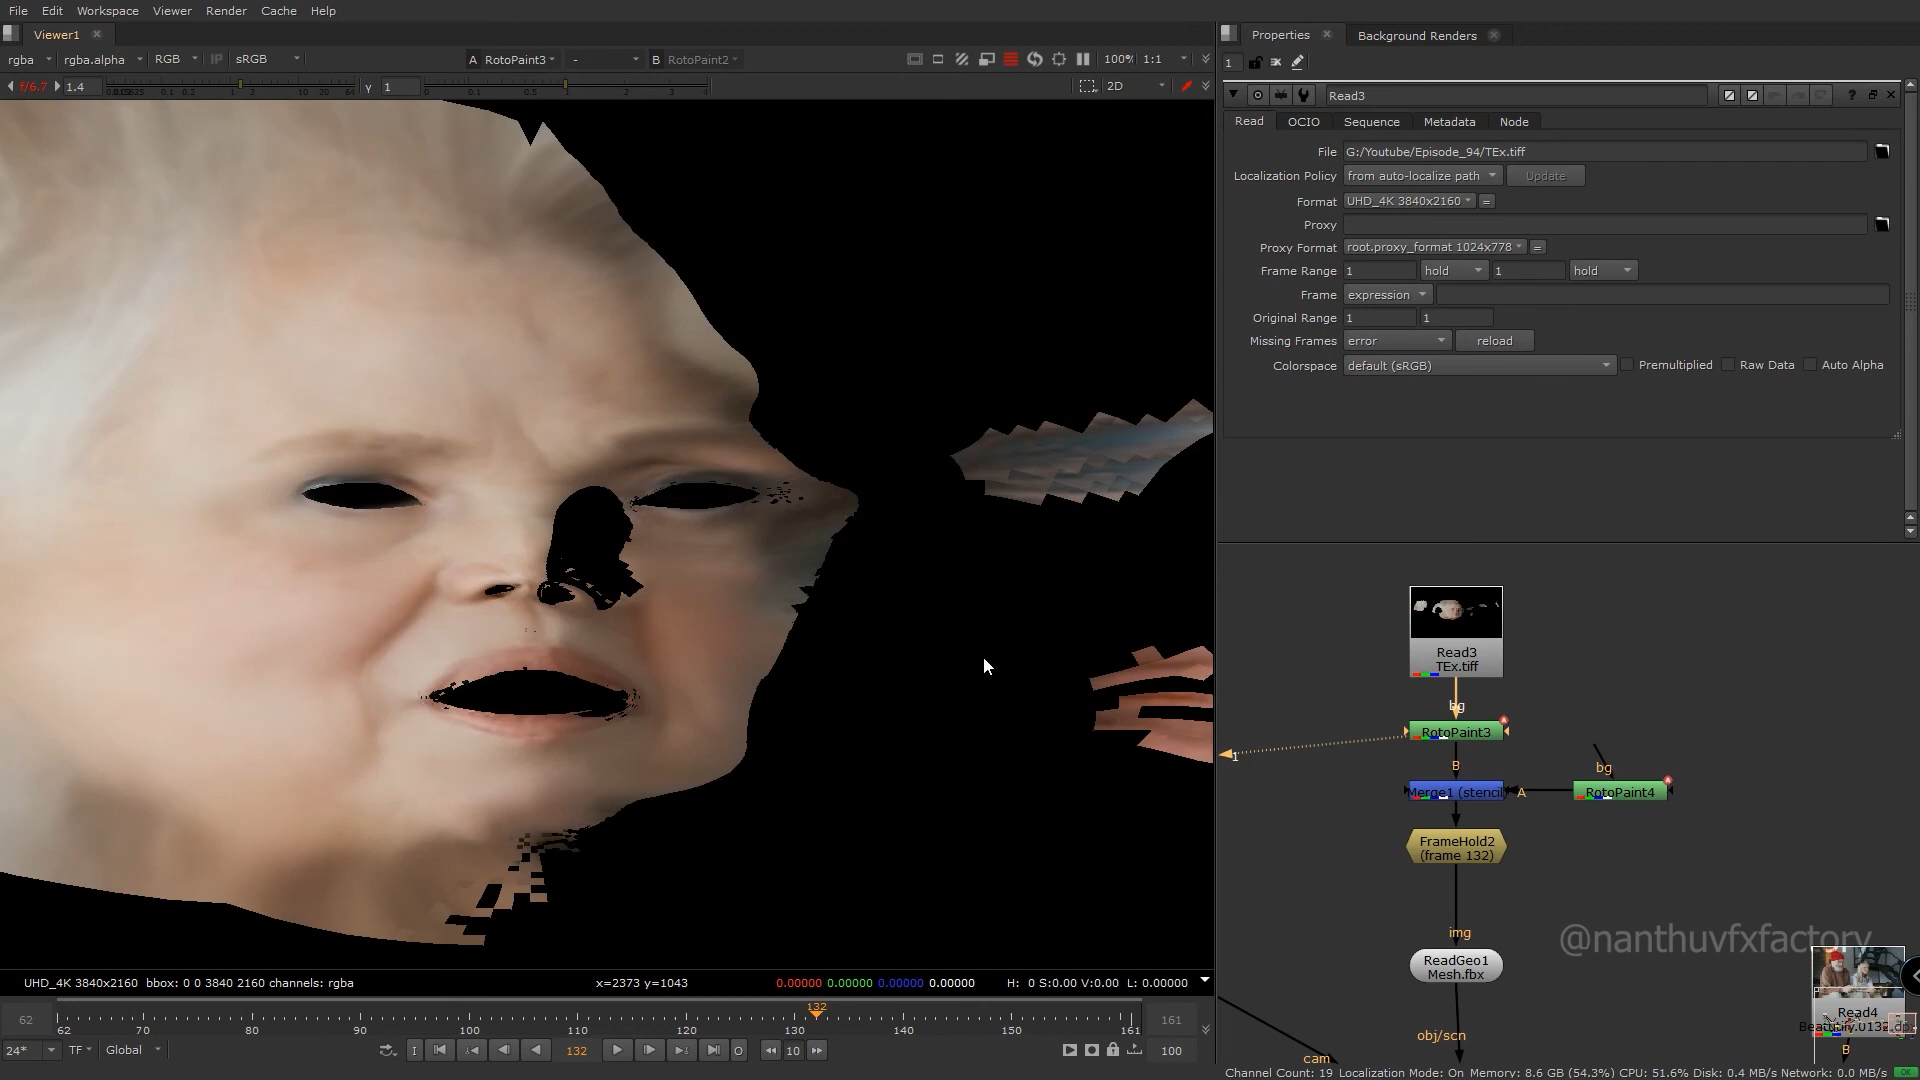 File Edit Workspace Viewer Render Cache Help
Viewer1
rgba rgba.alpha RGB IP sRGB A RotoPaint3 - B RotoPaint2 100% 1:1
f/6.7 1.4 γ 1 2D
Properties Background Renders
1
Read3
Read OCIO Sequence Metadata Node
File G:/Youtube/Episode_94/TEx.tiff
Localization Policy from auto-localize path Update
Format UHD_4K 3840x2160 =
Proxy
Proxy Format root.proxy_format 1024x778 =
Frame Range 1 hold 1 hold
Frame expression
Original Range 1 1
Missing Frames error reload
Colorspace default (sRGB) Premultiplied Raw Data Auto Alpha
Read3
TEx.tiff
bg
RotoPaint3
1
B
bg
Merge1 (stencil
A
RotoPaint4
FrameHold2
(frame 132)
img
@nanthuvfxfactory
ReadGeo1
Mesh.fbx
Read4
obj/scn
cam
B
UHD_4K 3840x2160 bbox: 0 0 3840 2160 channels: rgba x=2373 y=1043 0.00000 0.00000 0.00000 0.00000 H: 0 S:0.00 V:0.00 L: 0.00000
132
62 62 70 80 90 100 110 120 130 140 150 161 161
24* TF Global I 132 O 10 100
Channel Count: 19 Localization Mode: On Memory: 8.6 GB (54.3%) CPU: 51.6% Disk: 0.4 MB/s Network: 0.0 MB/s OK